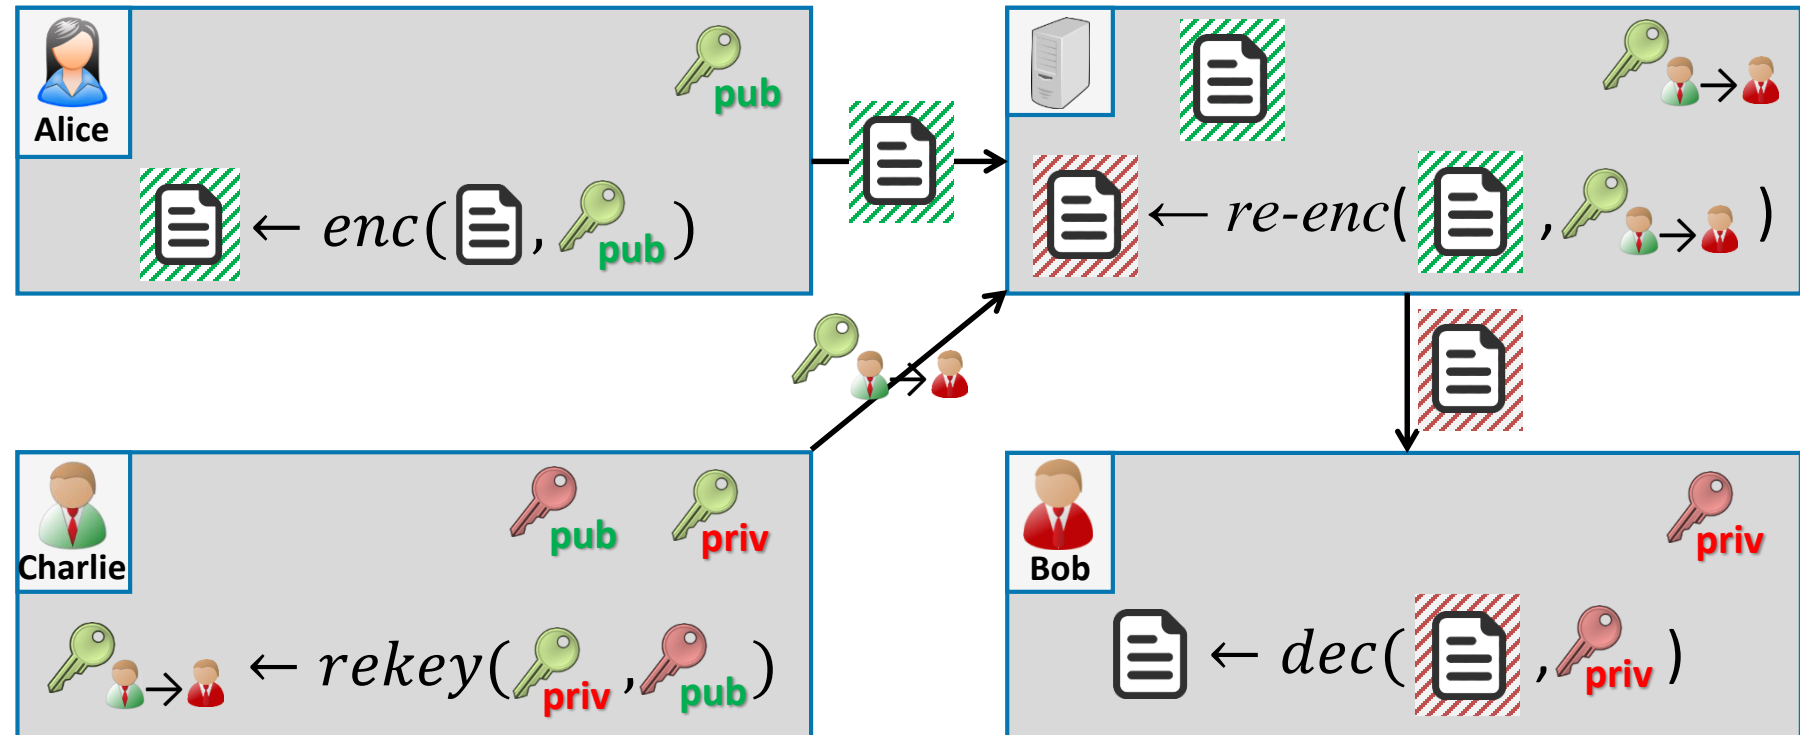 pub
Alice
← enc( , pub )
← re-enc( , → )
→
→
pub
priv
Charlie
→ ← rekey( priv , pub )
priv
Bob
← dec( , priv )